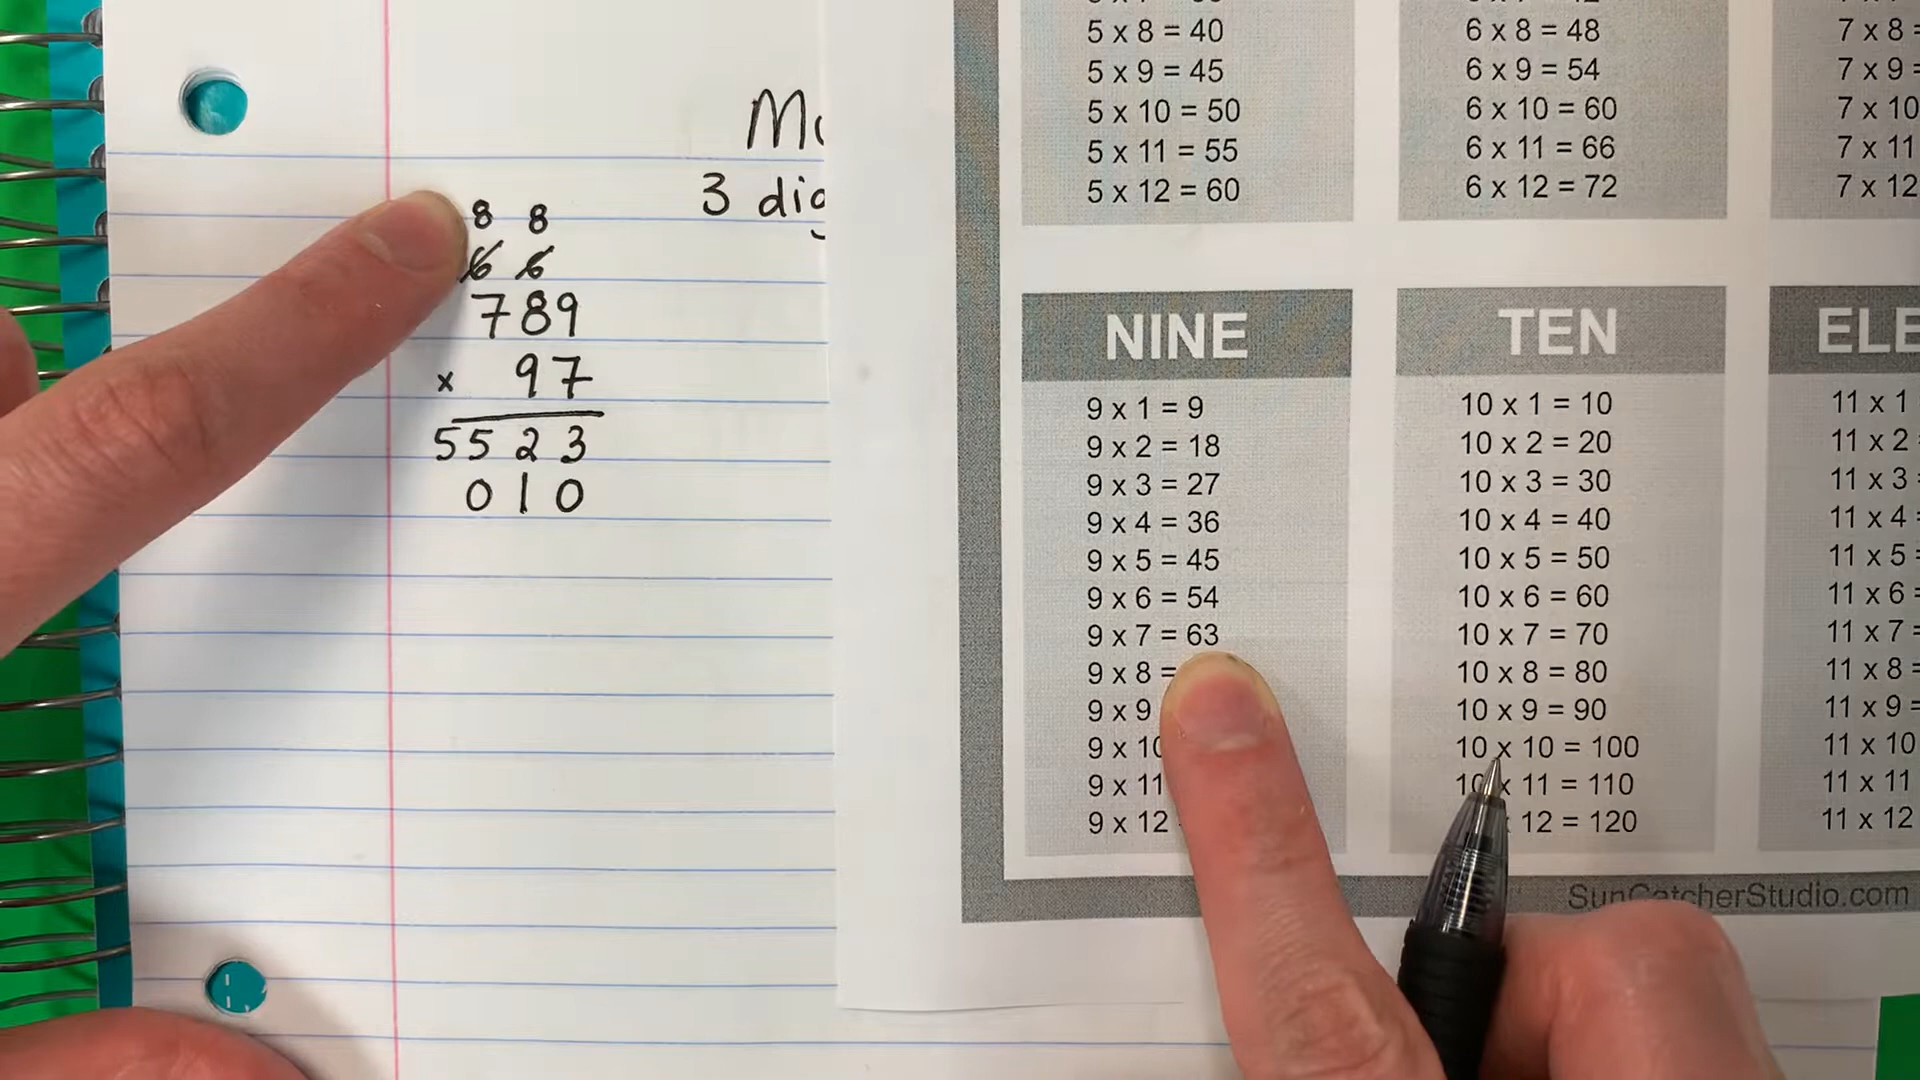 8 8
6 6
789
x 97
5523
010
3
5 x 8 = 40
5 x 9 = 45
5 x 10 = 50
5 x 11 = 55
5 x 12 = 60
6 x 8 = 48
6 x 9 = 54
6 x 10 = 60
6 x 11 = 66
6 x 12 = 72
7 x 8 =
7 x 9 =
7 x 10
7 x 11
7 x 12
NINE
9 x 1 = 9
9 x 2 = 18
9 x 3 = 27
9 x 4 = 36
9 x 5 = 45
9 x 6 = 54
9 x 7 = 63
9 x 8 =
9 x 9
9 x 10
9 x 11
9 x 12
TEN
10 x 1 = 10
10 x 2 = 20
10 x 3 = 30
10 x 4 = 40
10 x 5 = 50
10 x 6 = 60
10 x 7 = 70
10 x 8 = 80
10 x 9 = 90
10 x 10 = 100
10 x 11 = 110
12 = 120
ELE
11 x 1
11 x 2
11 x 3
11 x 4
11 x 5
11 x 6
11 x 7
11 x 8
11 x 9
11 x 10
11 x 11
11 x 12
SunCatcherStudio.com